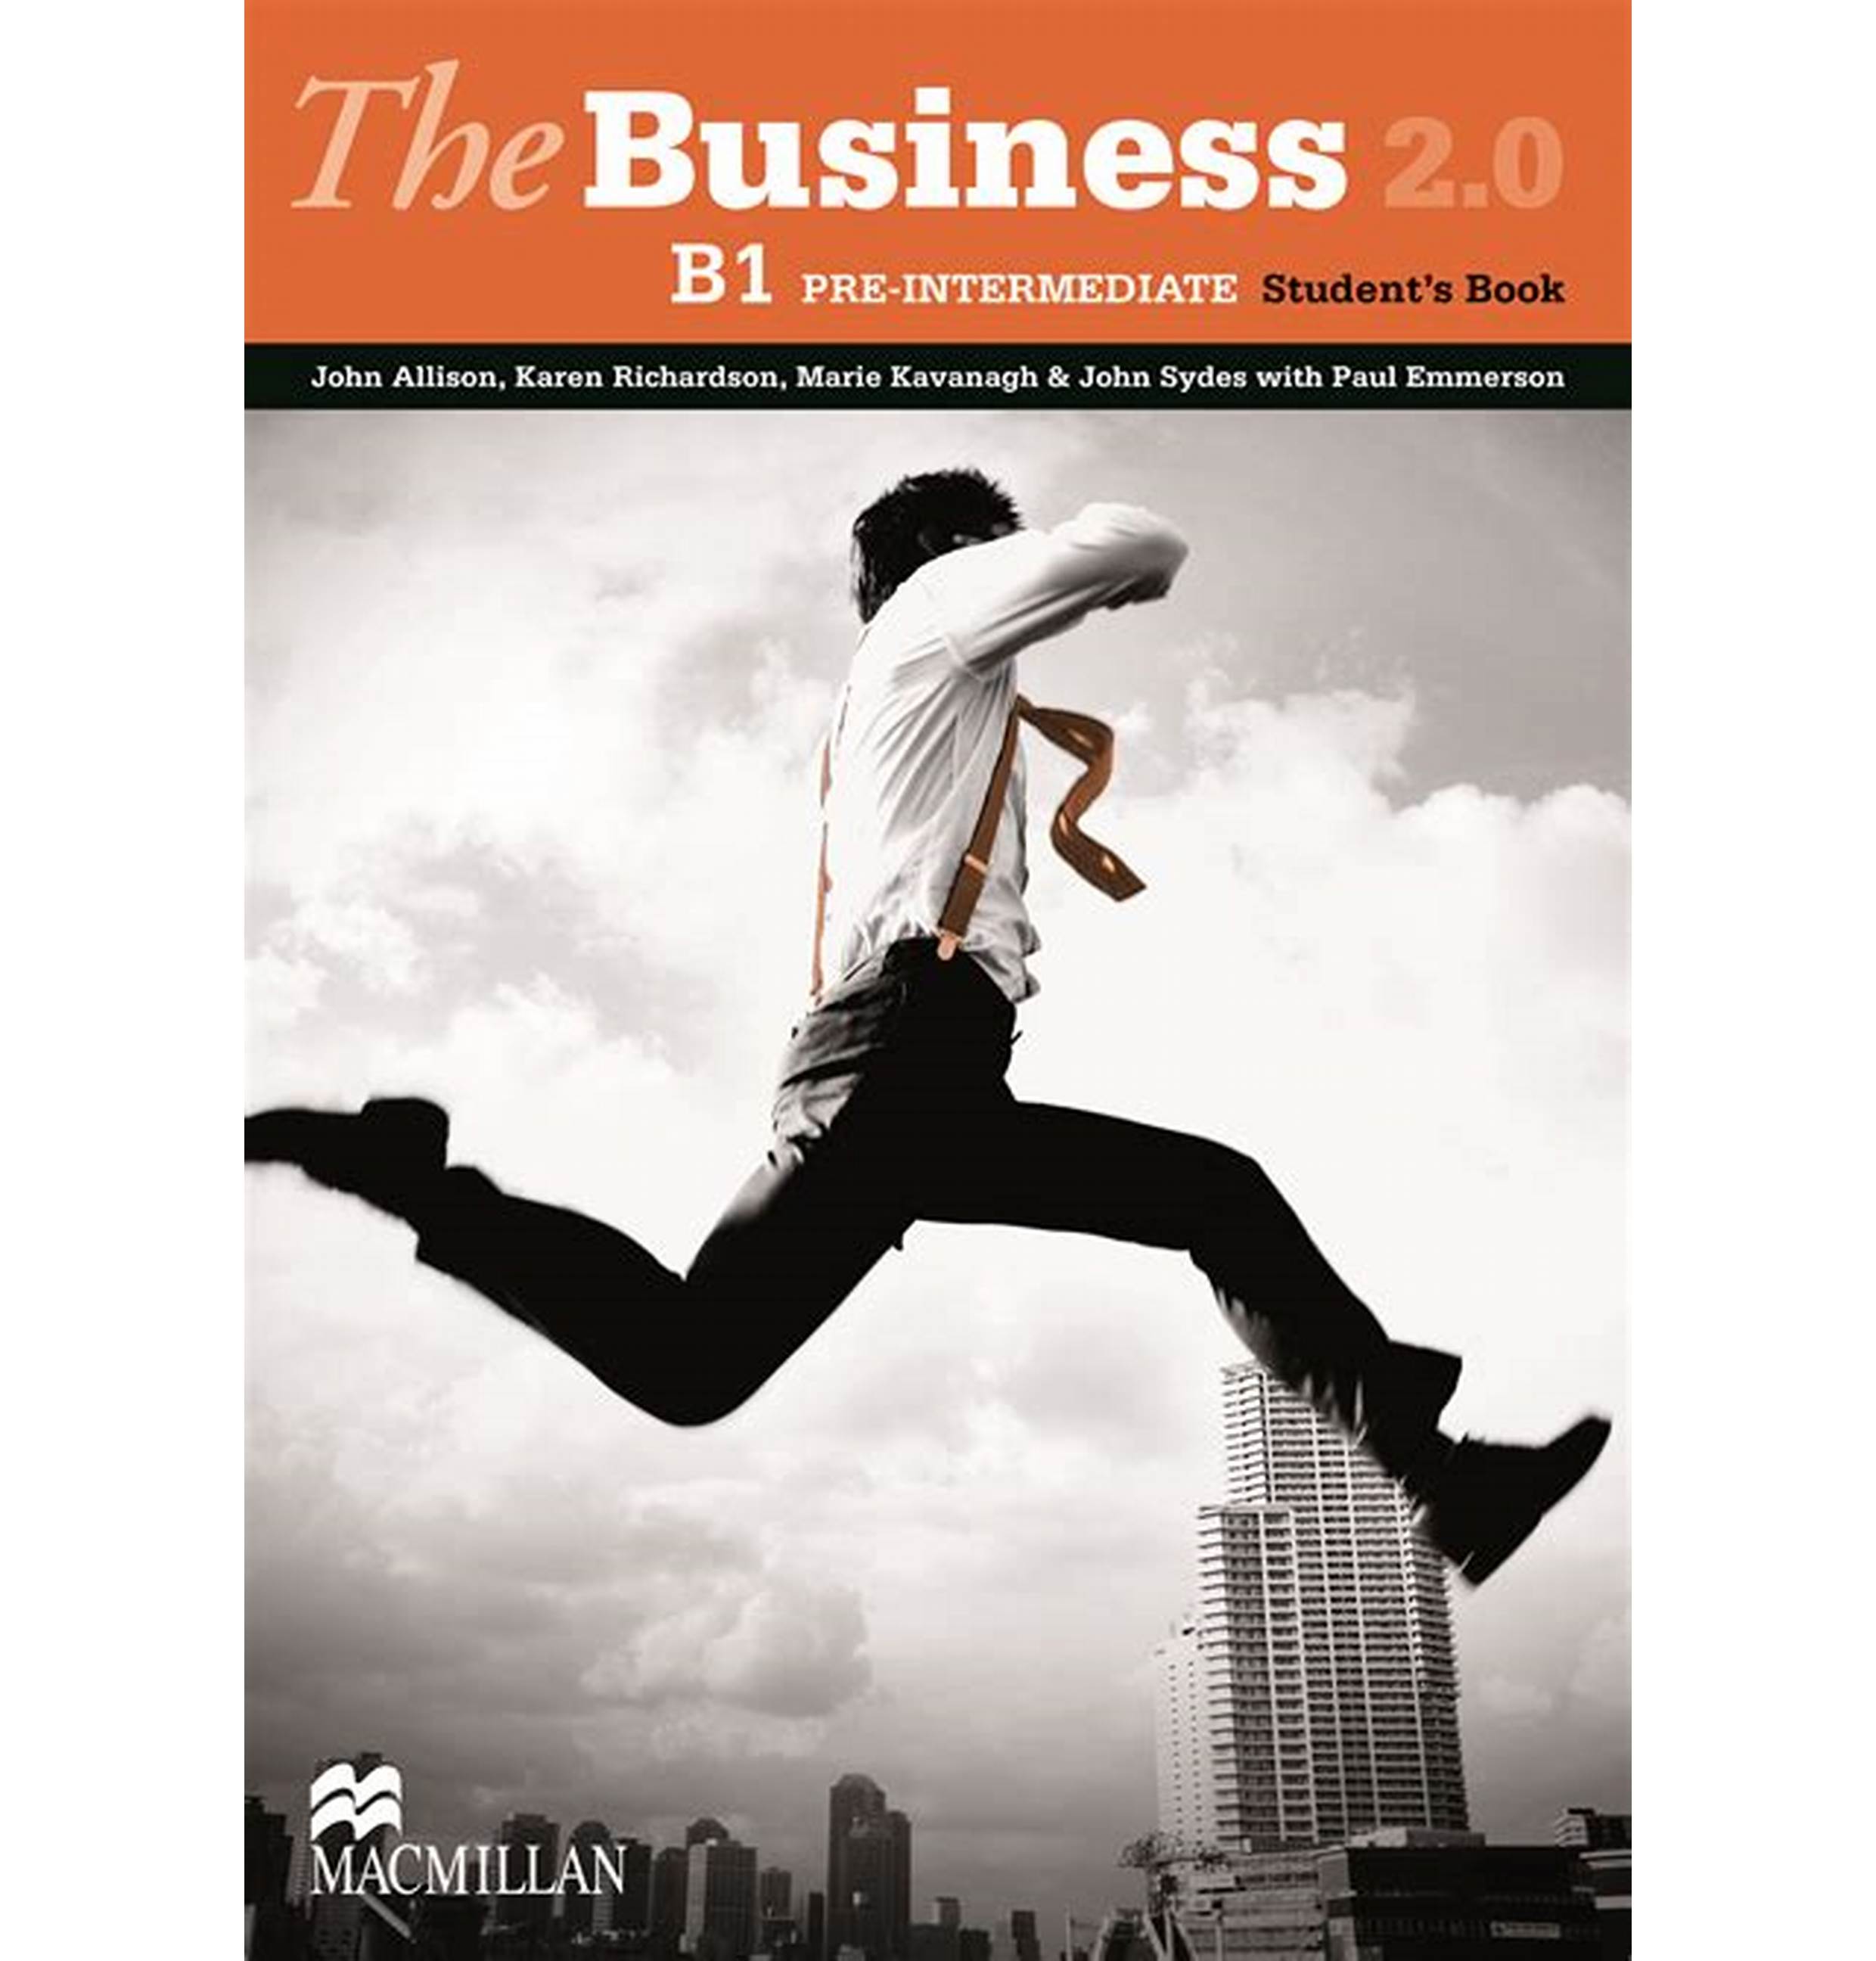 The Business 2.0
B1 PRE-INTERMEDIATE Student's Book
John Allison, Karen Richardson, Marie Kavanagh & John Sydes with Paul Emmerson
MACMILLAN